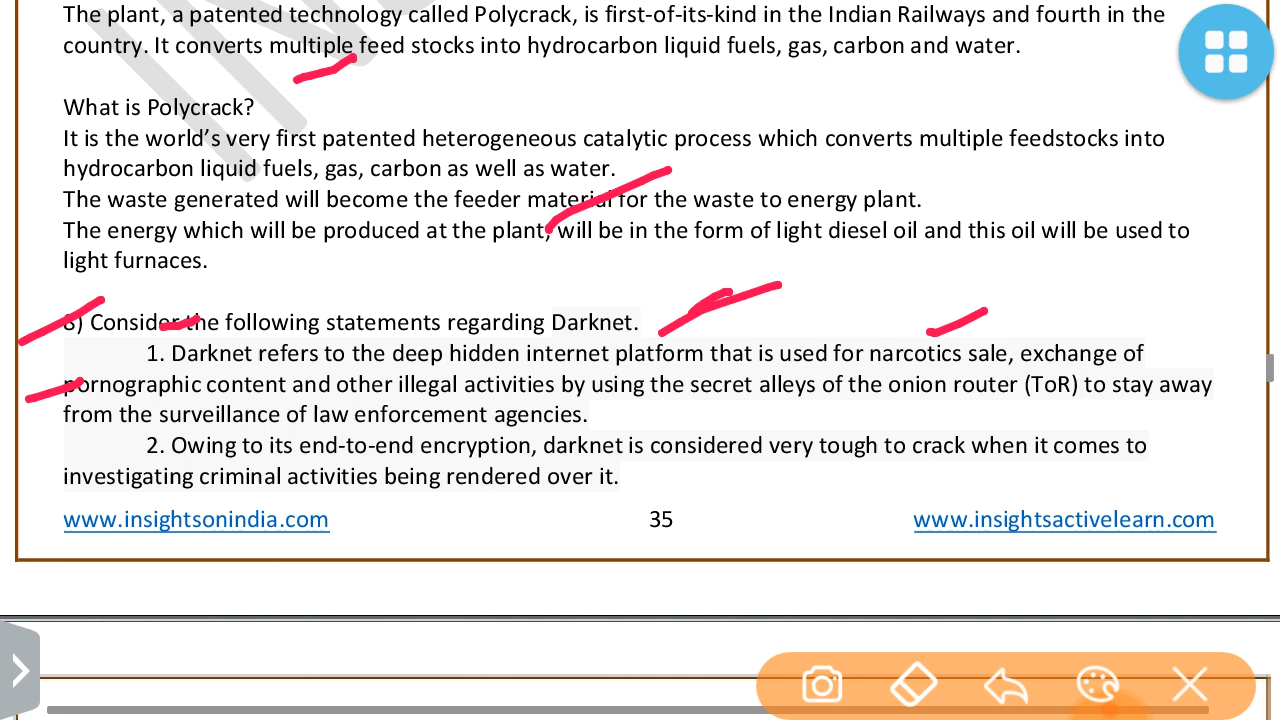 The plant, a patented technology called Polycrack, is first-of-its-kind in the Indian Railways and fourth in the
country. It converts multiple feed stocks into hydrocarbon liquid fuels, gas, carbon and water.
What is Polycrack?
It is the world’s very first patented heterogeneous catalytic process which converts multiple feedstocks into
hydrocarbon liquid fuels, gas, carbon as well as water.
The waste generated will become the feeder material for the waste to energy plant.
The energy which will be produced at the plant, will be in the form of light diesel oil and this oil will be used to
light furnaces.
8) Consider the following statements regarding Darknet.
1. Darknet refers to the deep hidden internet platform that is used for narcotics sale, exchange of
pornographic content and other illegal activities by using the secret alleys of the onion router (ToR) to stay away
from the surveillance of law enforcement agencies.
2. Owing to its end-to-end encryption, darknet is considered very tough to crack when it comes to
investigating criminal activities being rendered over it.
www.insightsonindia.com 35 www.insightsactivelearn.com